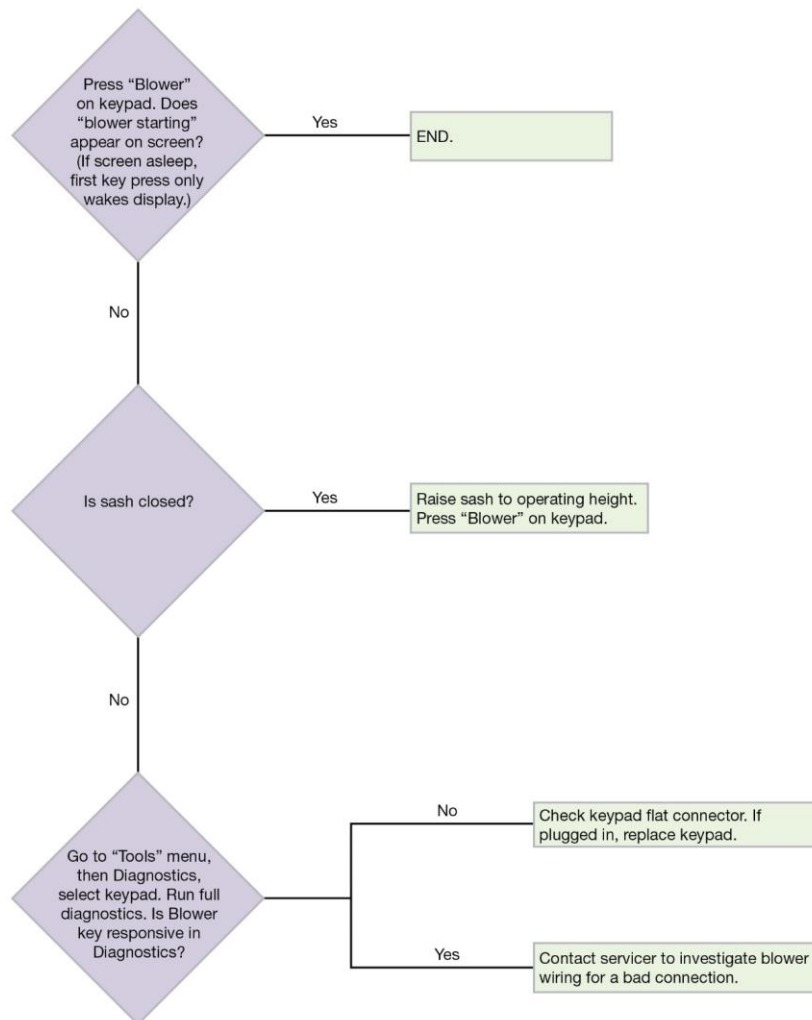 Press “Blower”
on keypad. Does
“blower starting”
appear on screen?
(If screen asleep,
first key press only
wakes display.)
Yes
END.
No
Is sash closed?
Yes
Raise sash to operating height.
Press “Blower” on keypad.
No
Go to “Tools” menu,
then Diagnostics,
select keypad. Run full
diagnostics. Is Blower
key responsive in
Diagnostics?
No
Check keypad flat connector. If
plugged in, replace keypad.
Yes
Contact servicer to investigate blower
wiring for a bad connection.